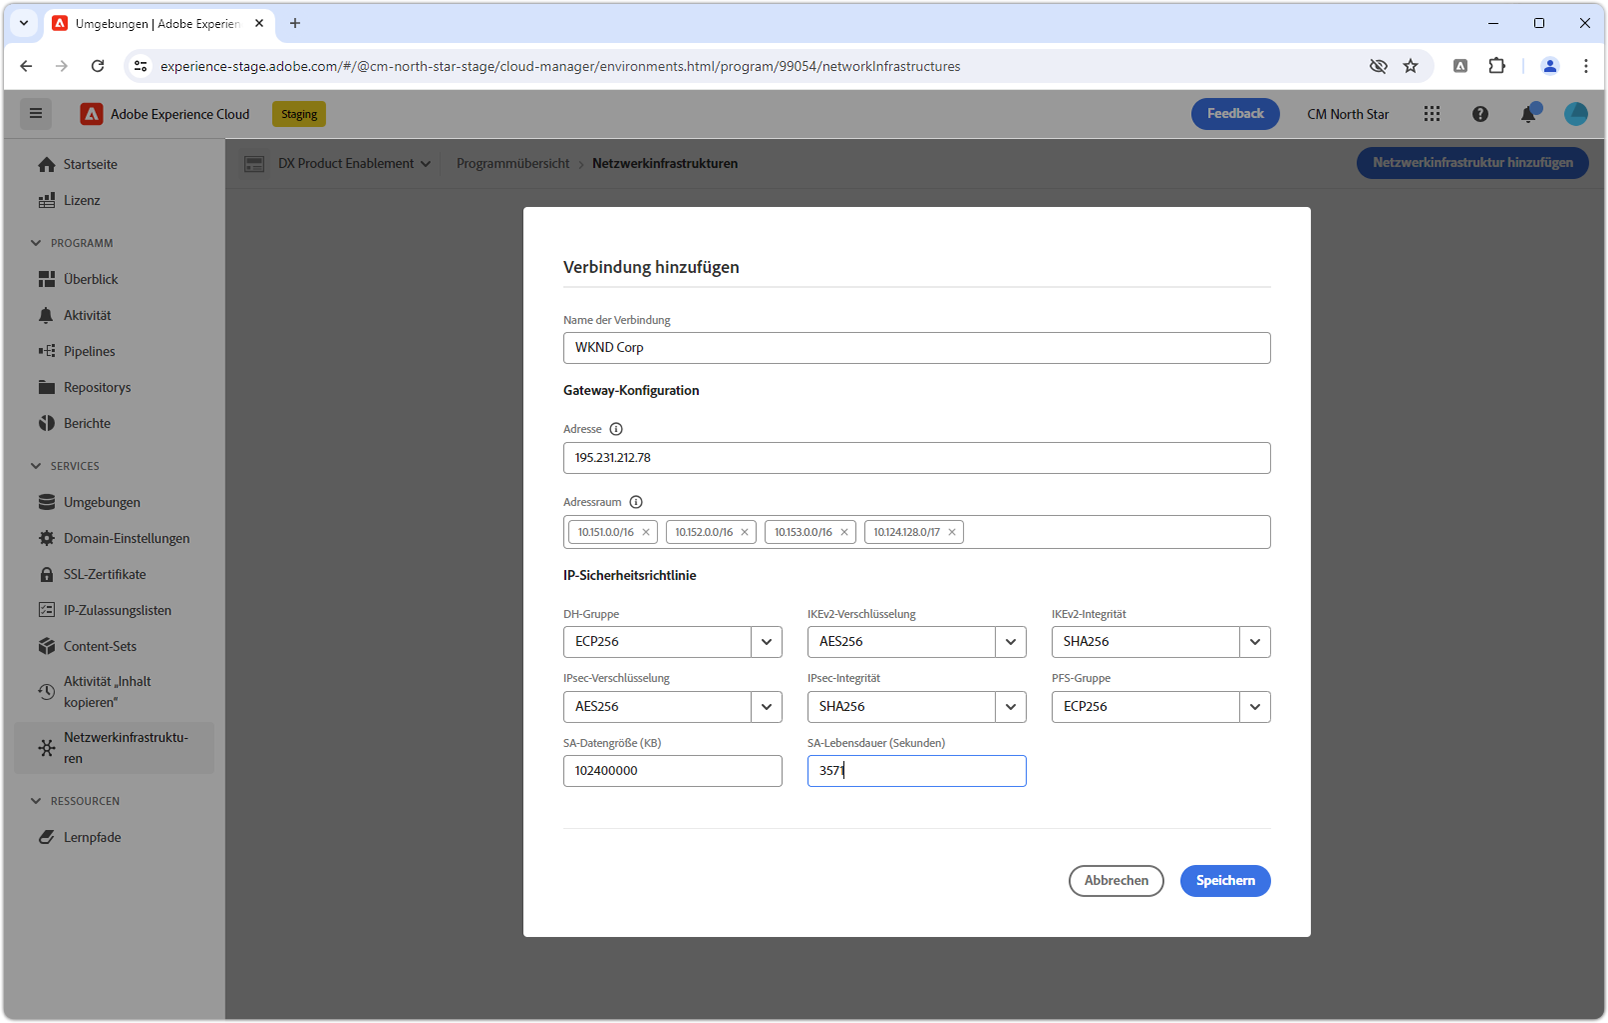 Umgebungen | Adobe Experien
experience-stage.adobe.com/#/@cm-north-star-stage/cloud-manager/environments.html/program/99054/networkInfrastructures
Adobe Experience Cloud
Staging
Feedback
CM North Star
Startseite
Lizenz
PROGRAMM
Überblick
Aktivität
Pipelines
Repositorys
Berichte
SERVICES
Umgebungen
Domain-Einstellungen
SSL-Zertifikate
IP-Zulassungslisten
Content-Sets
Aktivität „Inhalt
kopieren“
Netzwerkinfrastruktu-
ren
RESSOURCEN
Lernpfade
DX Product Enablement
Programmübersicht
Netzwerkinfrastrukturen
Netzwerkinfrastruktur hinzufügen
Verbindung hinzufügen
Name der Verbindung
WKND Corp
Gateway-Konfiguration
Adresse
195.231.212.78
Adressraum
10.151.0.0/16 10.152.0.0/16 10.153.0.0/16 10.124.128.0/17
IP-Sicherheitsrichtlinie
DH-Gruppe IKEv2-Verschlüsselung IKEv2-Integrität
ECP256 AES256 SHA256
IPsec-Verschlüsselung IPsec-Integrität PFS-Gruppe
AES256 SHA256 ECP256
SA-Datengröße (KB) SA-Lebensdauer (Sekunden)
102400000 3571
Abbrechen Speichern